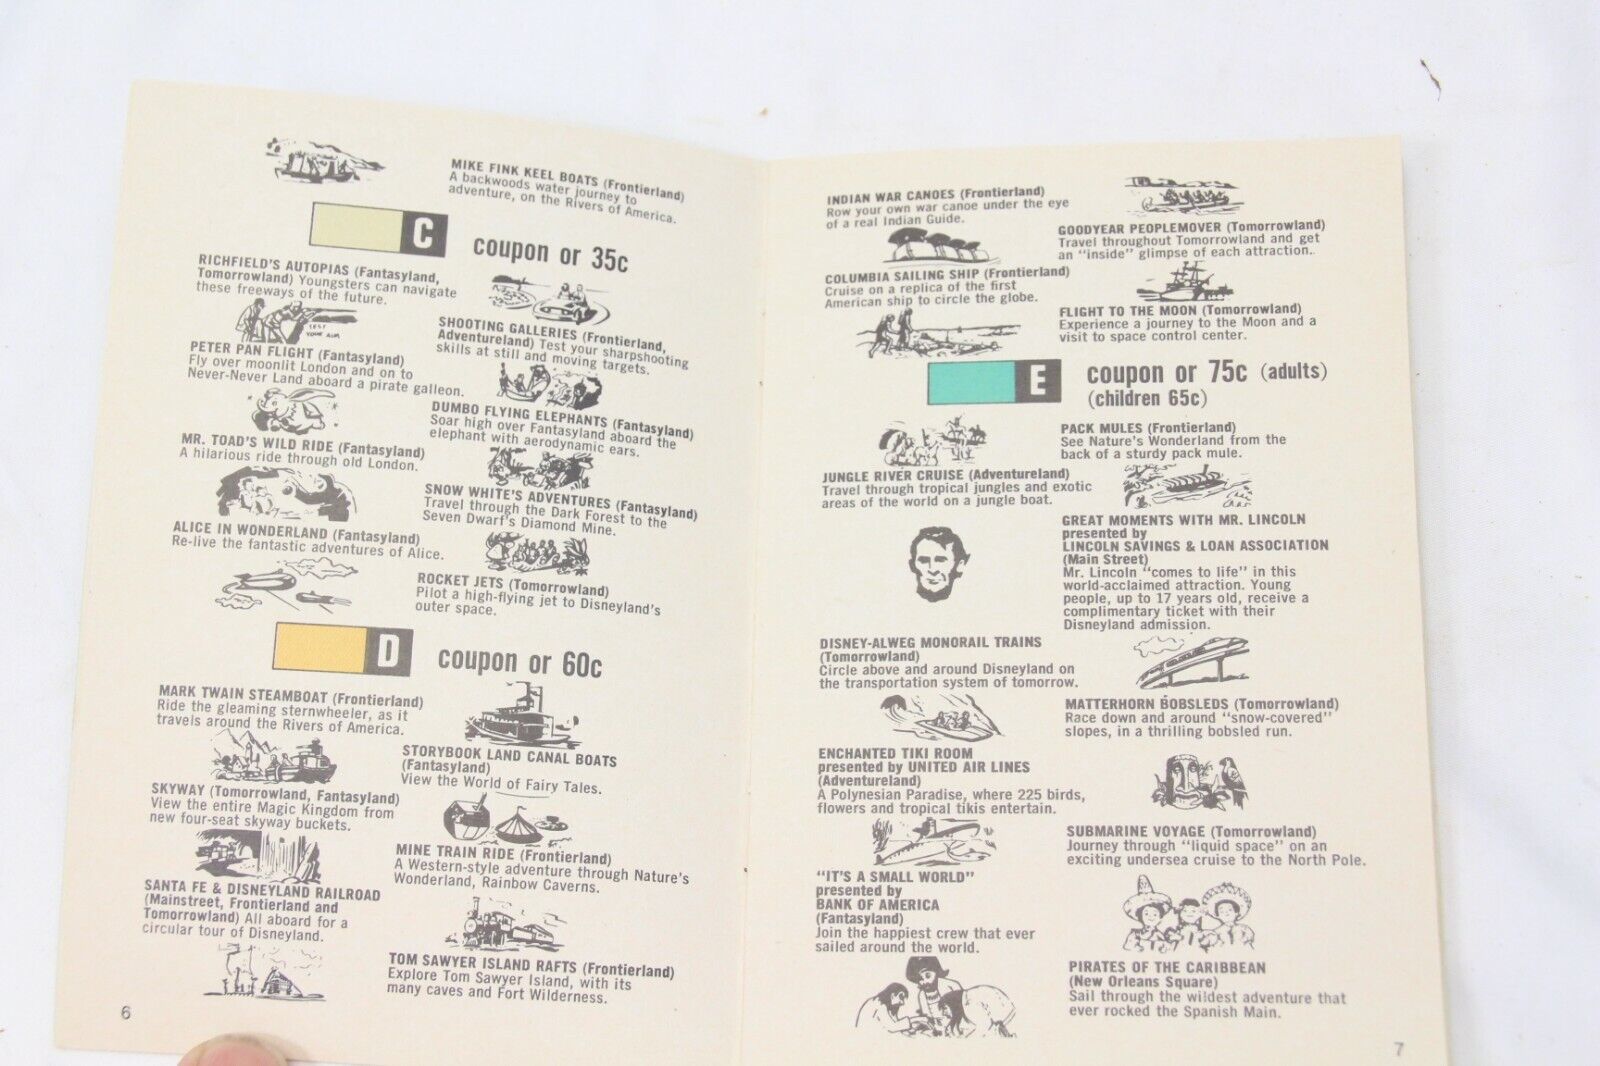 MIKE FINK KEEL BOATS (Frontierland)
A backwoods water journey to
adventure, on the Rivers of America.
C
coupon or 35c
RICHFIELD'S AUTOPIAS (Fantasyland,
Tomorrowland) Youngsters can navigate
these freeways of the future.
TEST
YOUR AIM
SHOOTING GALLERIES (Frontierland,
Adventureland) Test your sharpshooting
skills at still and moving targets.
PETER PAN FLIGHT (Fantasyland)
Fly over moonlit London and on to
Never-Never Land aboard a pirate galleon.
DUMBO FLYING ELEPHANTS (Fantasyland)
Soar high over Fantasyland aboard the
elephant with aerodynamic ears.
MR. TOAD'S WILD RIDE (Fantasyland)
A hilarious ride through old London.
SNOW WHITE'S ADVENTURES (Fantasyland)
Travel through the Dark Forest to the
Seven Dwarf's Diamond Mine.
ALICE IN WONDERLAND (Fantasyland)
Re-live the fantastic adventures of Alice.
ROCKET JETS (Tomorrowland)
Pilot a high-flying jet to Disneyland's
outer space.
D
coupon or 60c
MARK TWAIN STEAMBOAT (Frontierland)
Ride the gleaming sternwheeler, as it
travels around the Rivers of America.
STORYBOOK LAND CANAL BOATS
(Fantasyland)
View the World of Fairy Tales.
SKYWAY (Tomorrowland, Fantasyland)
View the entire Magic Kingdom from
new four-seat skyway buckets.
MINE TRAIN RIDE (Frontierland)
A Western-style adventure through Nature's
Wonderland, Rainbow Caverns.
SANTA FE & DISNEYLAND RAILROAD
(Mainstreet, Frontierland and
Tomorrowland) All aboard for a
circular tour of Disneyland.
TOM SAWYER ISLAND RAFTS (Frontierland)
Explore Tom Sawyer Island, with its
many caves and Fort Wilderness.
6
INDIAN WAR CANOES (Frontierland)
Row your own war canoe under the eye
of a real Indian Guide.
GOODYEAR PEOPLEMOVER (Tomorrowland)
Travel throughout Tomorrowland and get
an "inside" glimpse of each attraction..
COLUMBIA SAILING SHIP (Frontierland)
Cruise on a replica of the first
American ship to circle the globe.
FLIGHT TO THE MOON (Tomorrowland)
Experience a journey to the Moon and a
visit to space control center.
E
coupon or 75c (adults)
(children 65c)
PACK MULES (Frontierland)
See Nature's Wonderland from the
back of a sturdy pack mule.
JUNGLE RIVER CRUISE (Adventureland)
Travel through tropical jungles and exotic
areas of the world on a jungle boat.
GREAT MOMENTS WITH MR. LINCOLN
presented by
LINCOLN SAVINGS & LOAN ASSOCIATION
(Main Street)
Mr. Lincoln "comes to life" in this
world-acclaimed attraction. Young
people, up to 17 years old, receive a
complimentary ticket with their
Disneyland admission.
DISNEY-ALWEG MONORAIL TRAINS
(Tomorrowland)
Circle above and around Disneyland on
the transportation system of tomorrow.
MATTERHORN BOBSLEDS (Tomorrowland)
Race down and around "snow-covered"
slopes, in a thrilling bobsled run.
ENCHANTED TIKI ROOM
presented by UNITED AIR LINES
(Adventureland)
A Polynesian Paradise, where 225 birds,
flowers and tropical tikis entertain.
SUBMARINE VOYAGE (Tomorrowland)
Journey through "liquid space" on an
exciting undersea cruise to the North Pole.
"IT'S A SMALL WORLD"
presented by
BANK OF AMERICA
(Fantasyland)
Join the happiest crew that ever
sailed around the world.
PIRATES OF THE CARIBBEAN
(New Orleans Square)
Sail through the wildest adventure that
ever rocked the Spanish Main.
7